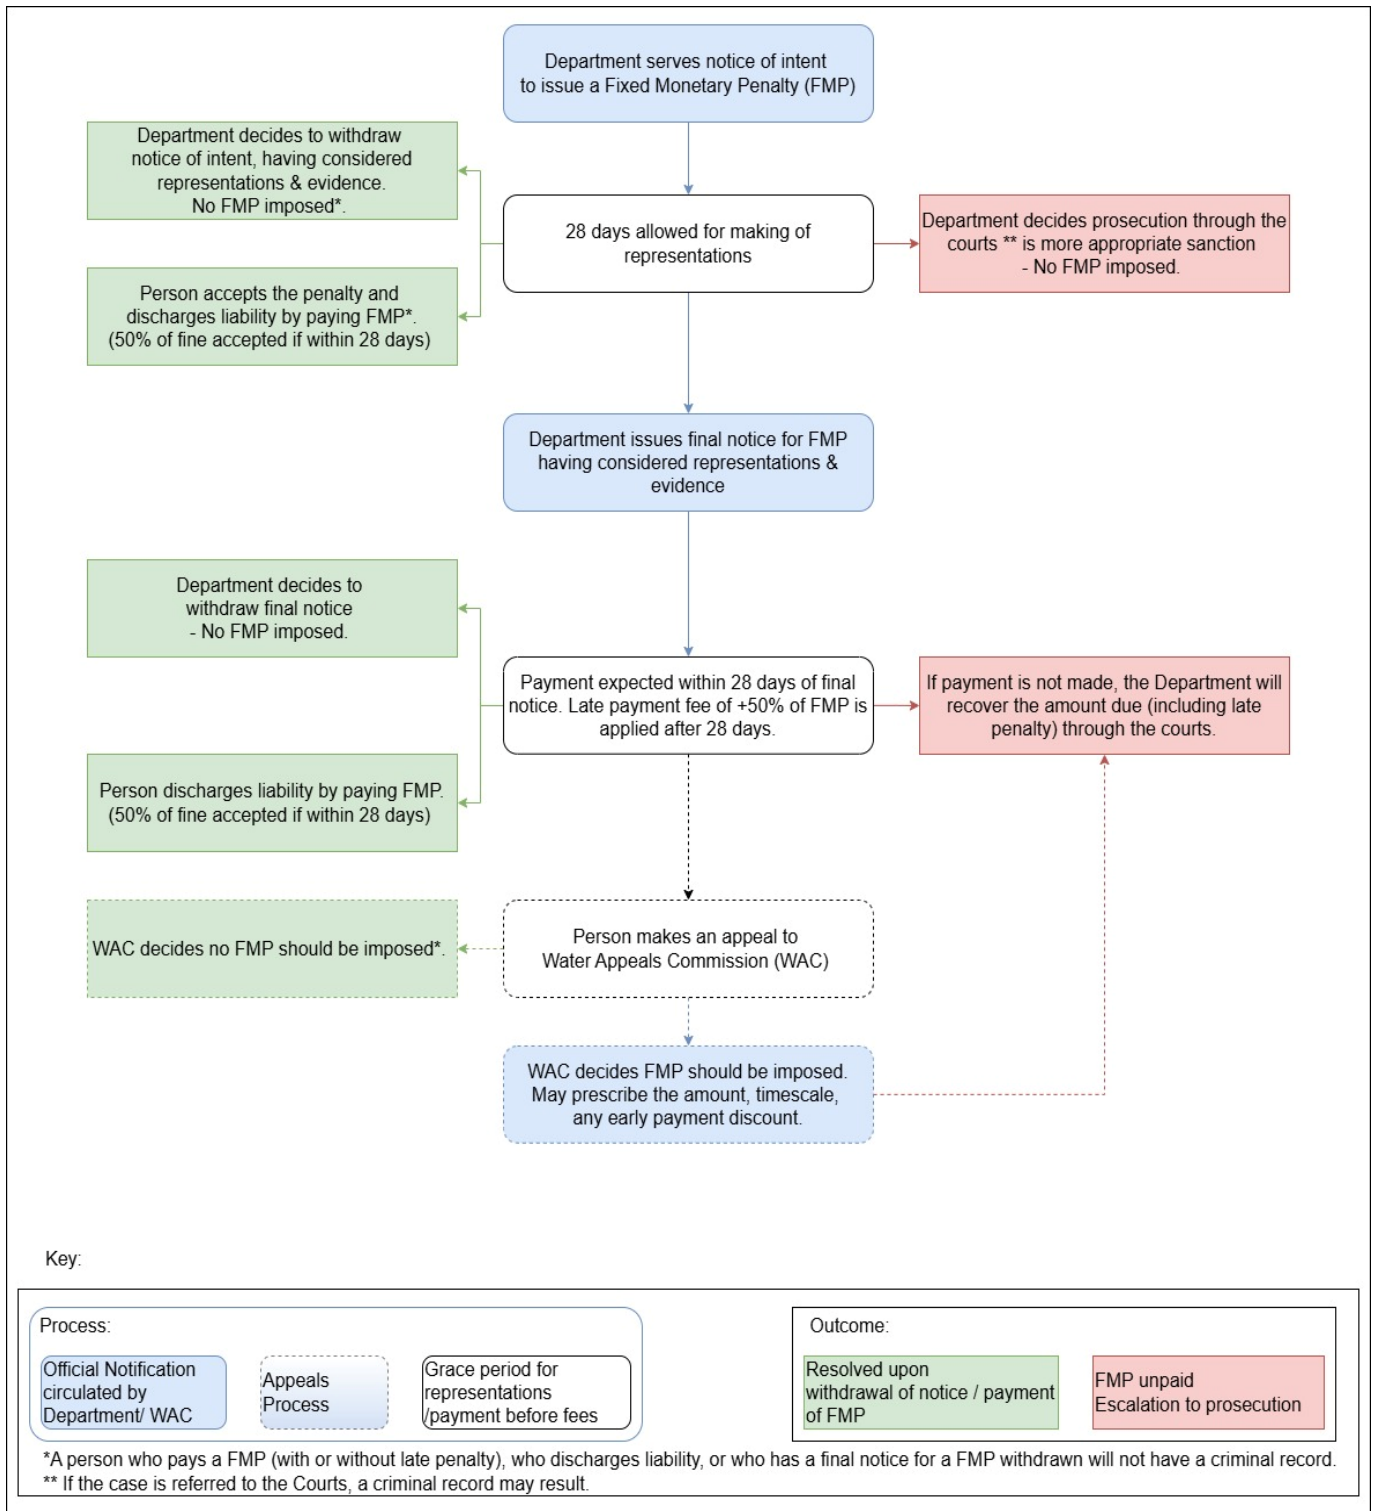 Department serves notice of intent
to issue a Fixed Monetary Penalty (FMP)
Department decides to withdraw
notice of intent, having considered
representations & evidence.
No FMP imposed*.
28 days allowed for making of
representations
Department decides prosecution through the
courts ** is more appropriate sanction
- No FMP imposed.
Person accepts the penalty and
discharges liability by paying FMP*.
(50% of fine accepted if within 28 days)
Department issues final notice for FMP
having considered representations &
evidence
Department decides to
withdraw final notice
- No FMP imposed.
Payment expected within 28 days of final
notice. Late payment fee of +50% of FMP is
applied after 28 days.
If payment is not made, the Department will
recover the amount due (including late
penalty) through the courts.
Person discharges liability by paying FMP.
(50% of fine accepted if within 28 days)
WAC decides no FMP should be imposed*.
Person makes an appeal to
Water Appeals Commission (WAC)
WAC decides FMP should be imposed.
May prescribe the amount, timescale,
any early payment discount.
Key:
Process:
Official Notification
circulated by
Department/ WAC
Appeals
Process
Grace period for
representations
/payment before fees
Outcome:
Resolved upon
withdrawal of notice / payment
of FMP
FMP unpaid
Escalation to prosecution
*A person who pays a FMP (with or without late penalty), who discharges liability, or who has a final notice for a FMP withdrawn will not have a criminal record.
** If the case is referred to the Courts, a criminal record may result.